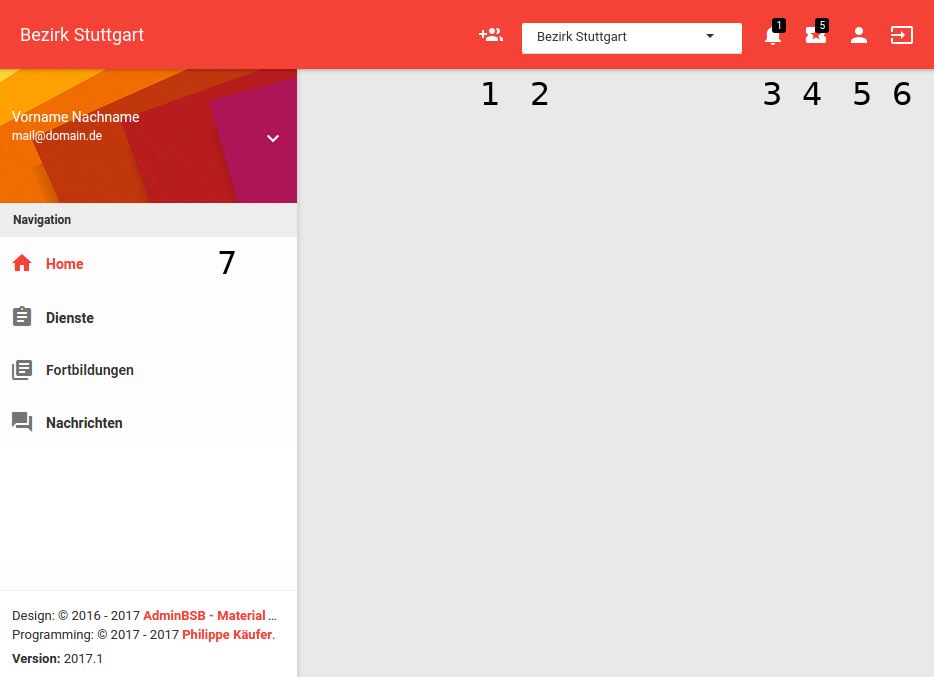 Bezirk Stuttgart
Bezirk Stuttgart
1
5
1 2 3 4 5 6
Vorname Nachname
mail@domain.de
Navigation
Home
7
Dienste
Fortbildungen
Nachrichten
Design: © 2016 - 2017 AdminBSB - Material ...
Programming: © 2017 - 2017 Philippe Käufer.
Version: 2017.1